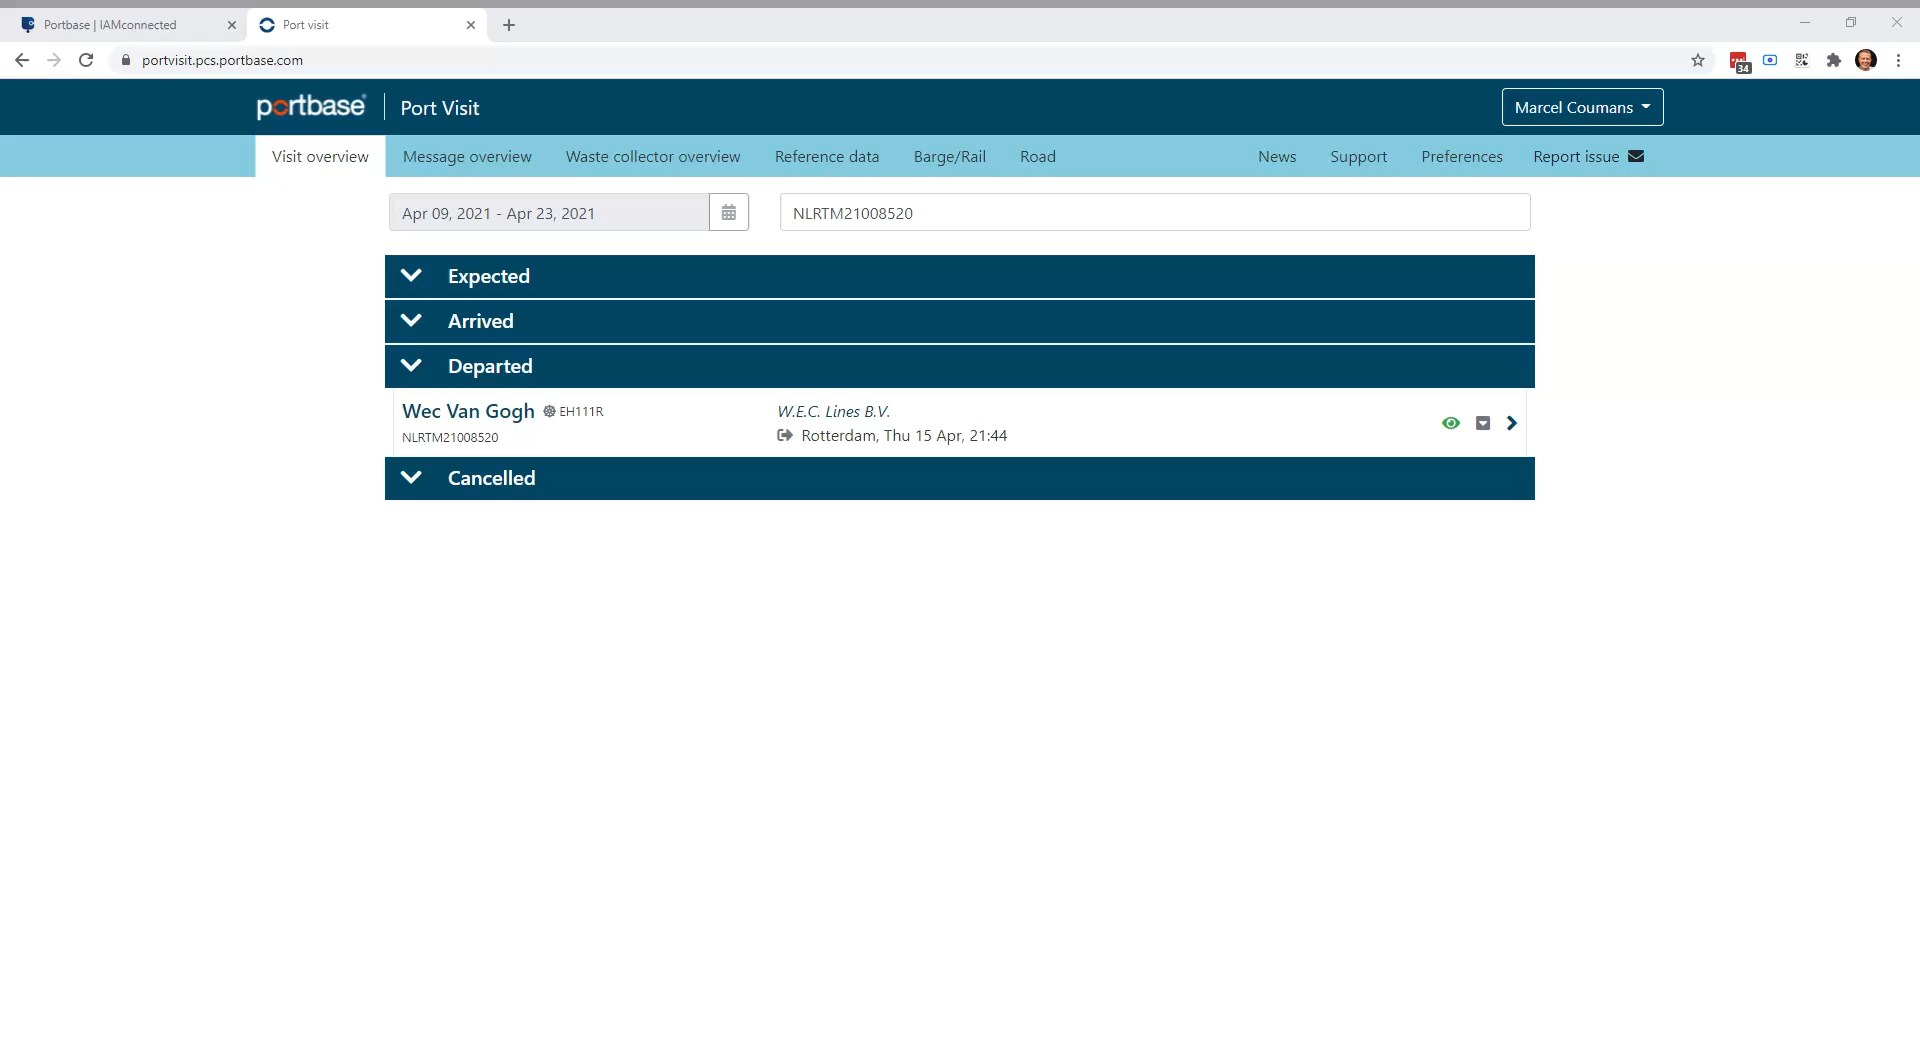 Portbase | IAMconnected
Port visit
portvisit.pcs.portbase.com
34
portbase
Port Visit
Marcel Coumans
Visit overview
Message overview
Waste collector overview
Reference data
Barge/Rail
Road
News
Support
Preferences
Report issue
Apr 09, 2021 - Apr 23, 2021
NLRTM21008520
Expected
Arrived
Departed
Wec Van Gogh EH111R
W.E.C. Lines B.V.
NLRTM21008520
Rotterdam, Thu 15 Apr, 21:44
Cancelled